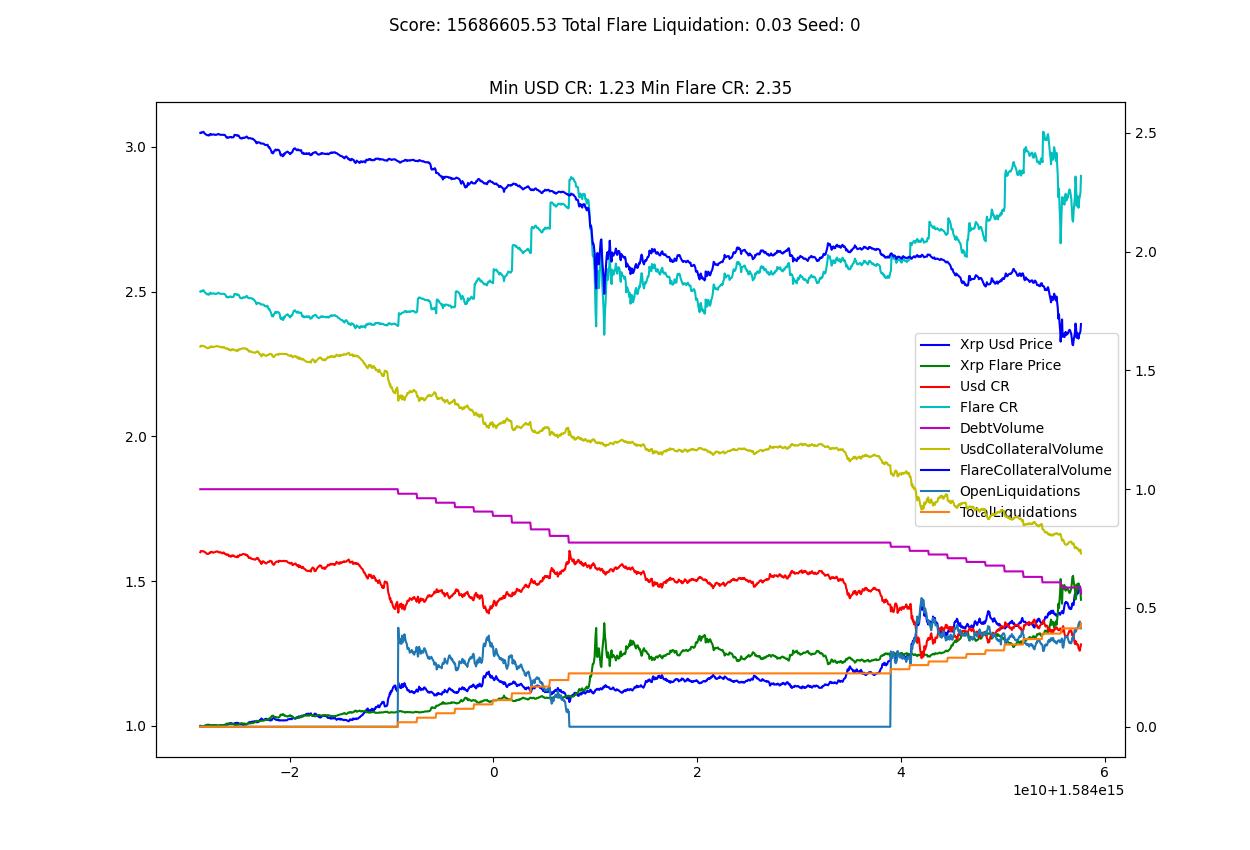 Score: 15686605.53 Total Flare Liquidation: 0.03 Seed: 0
Min USD CR: 1.23 Min Flare CR: 2.35
3.0
2.5
2.0
1.5
1.0
2.5
2.0
1.5
1.0
0.5
0.0
Xrp Usd Price
Xrp Flare Price
Usd CR
Flare CR
DebtVolume
UsdCollateralVolume
FlareCollateralVolume
OpenLiquidations
TotalLiquidations
−2
0
2
4
6
1e10+1.584e15